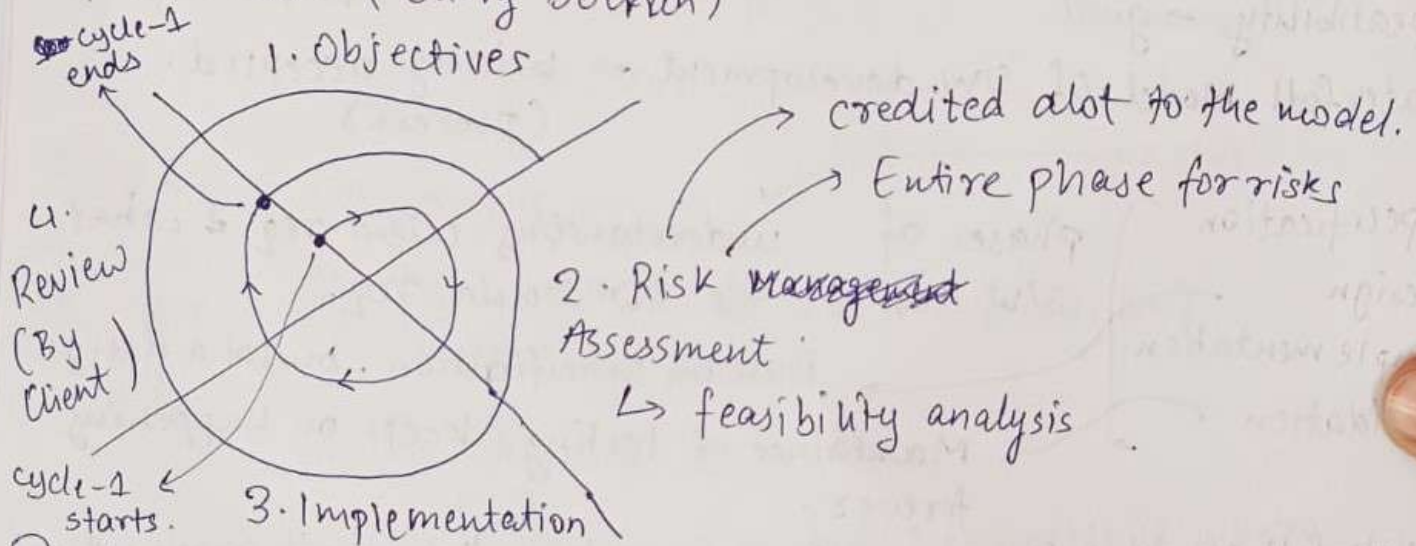 cycle-1
ends
1. Objectives
credited alot to the model.
Entire phase for risks
4.
Review
(By
Client)
2. Risk
Assessment
↳ feasibility analysis
cycle-1
starts.
3. Implementation